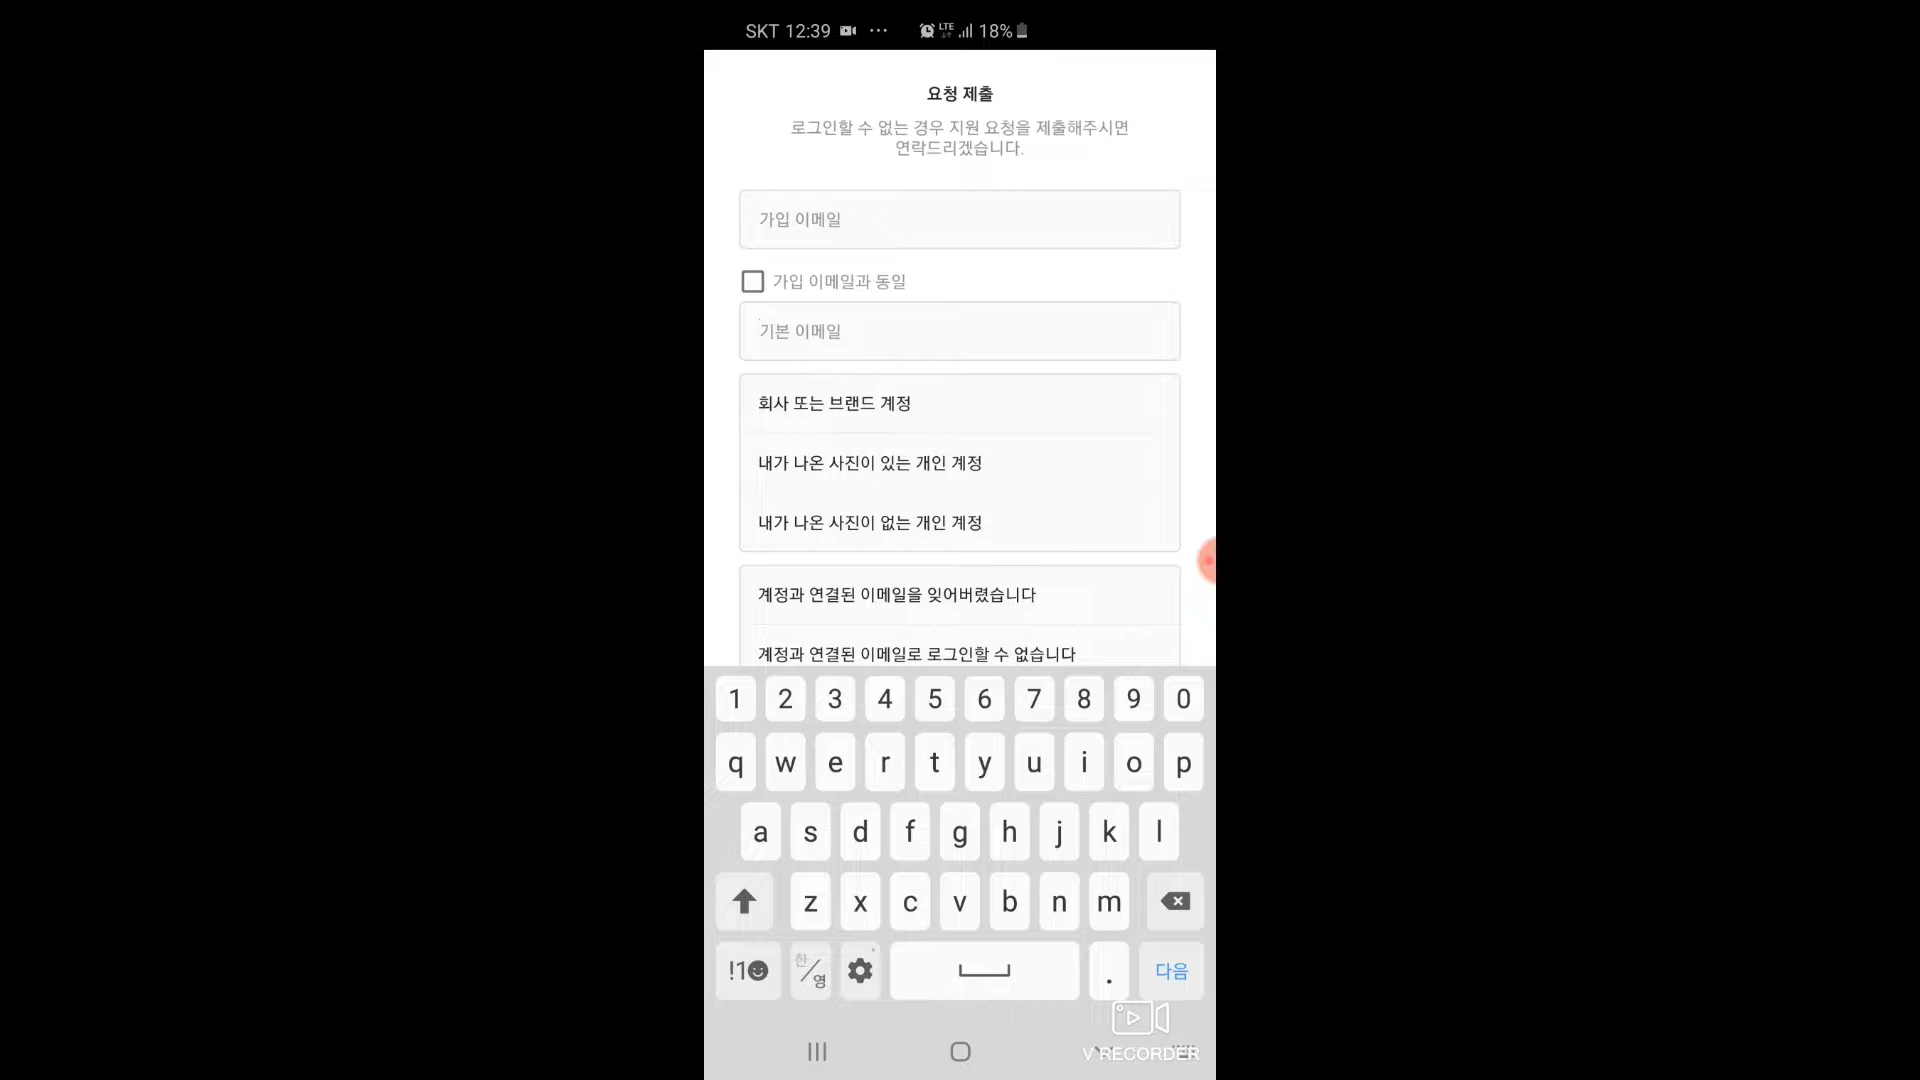 SKT 12:39 LTE 18%
요청 제출
로그인할 수 없는 경우 지원 요청을 제출해주시면
연락드리겠습니다.
가입 이메일
가입 이메일과 동일
기본 이메일
회사 또는 브랜드 계정
내가 나온 사진이 있는 개인 계정
내가 나온 사진이 없는 개인 계정
계정과 연결된 이메일을 잊어버렸습니다
계정과 연결된 이메일로 로그인할 수 없습니다
1 2 3 4 5 6 7 8 9 0
q w e r t y u i o p
a s d f g h j k l
z x c v b n m
!1 한/영 . 다음
V RECORDER